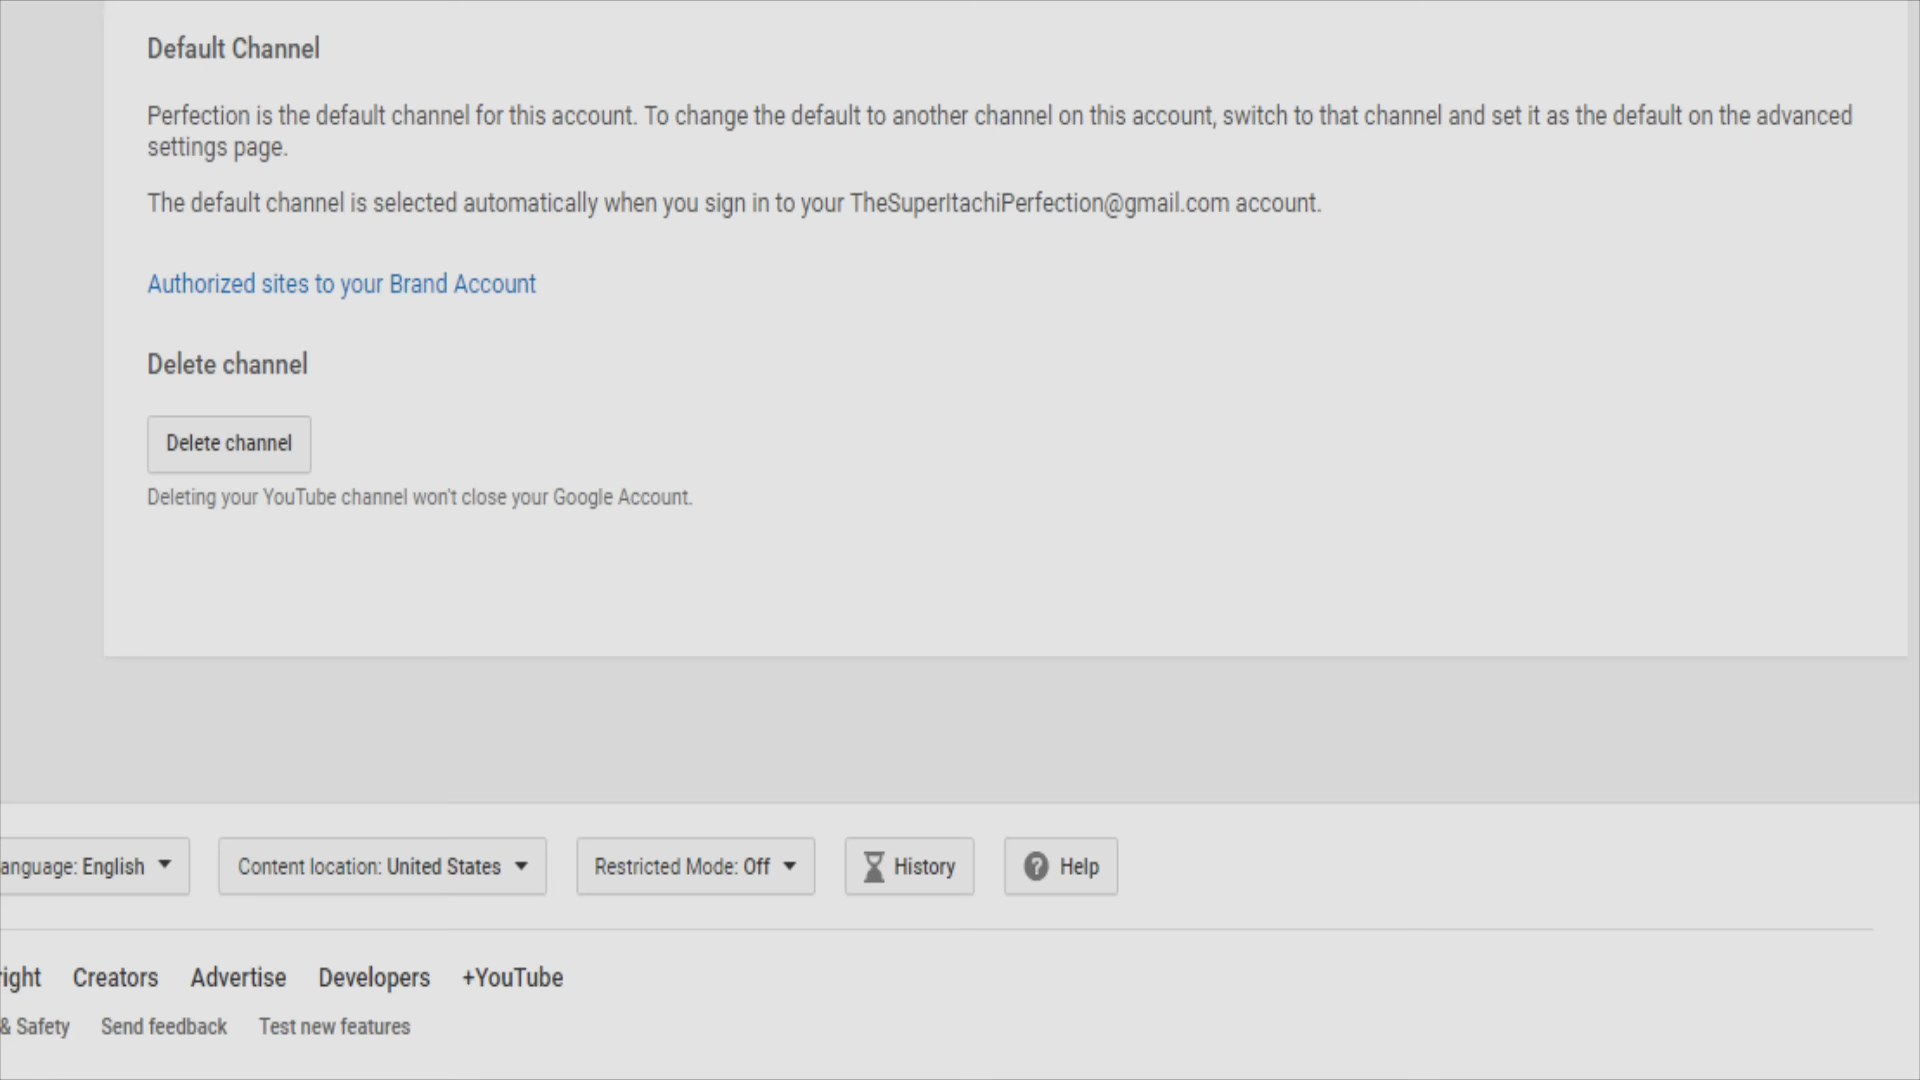 Default Channel
Perfection is the default channel for this account. To change the default to another channel on this account, switch to that channel and set it as the default on the advanced
settings page.
The default channel is selected automatically when you sign in to your TheSuperItachiPerfection@gmail.com account.
Authorized sites to your Brand Account
Delete channel
Delete channel
Deleting your YouTube channel won't close your Google Account.
anguage: English Content location: United States Restricted Mode: Off History Help
right Creators Advertise Developers +YouTube
& Safety Send feedback Test new features